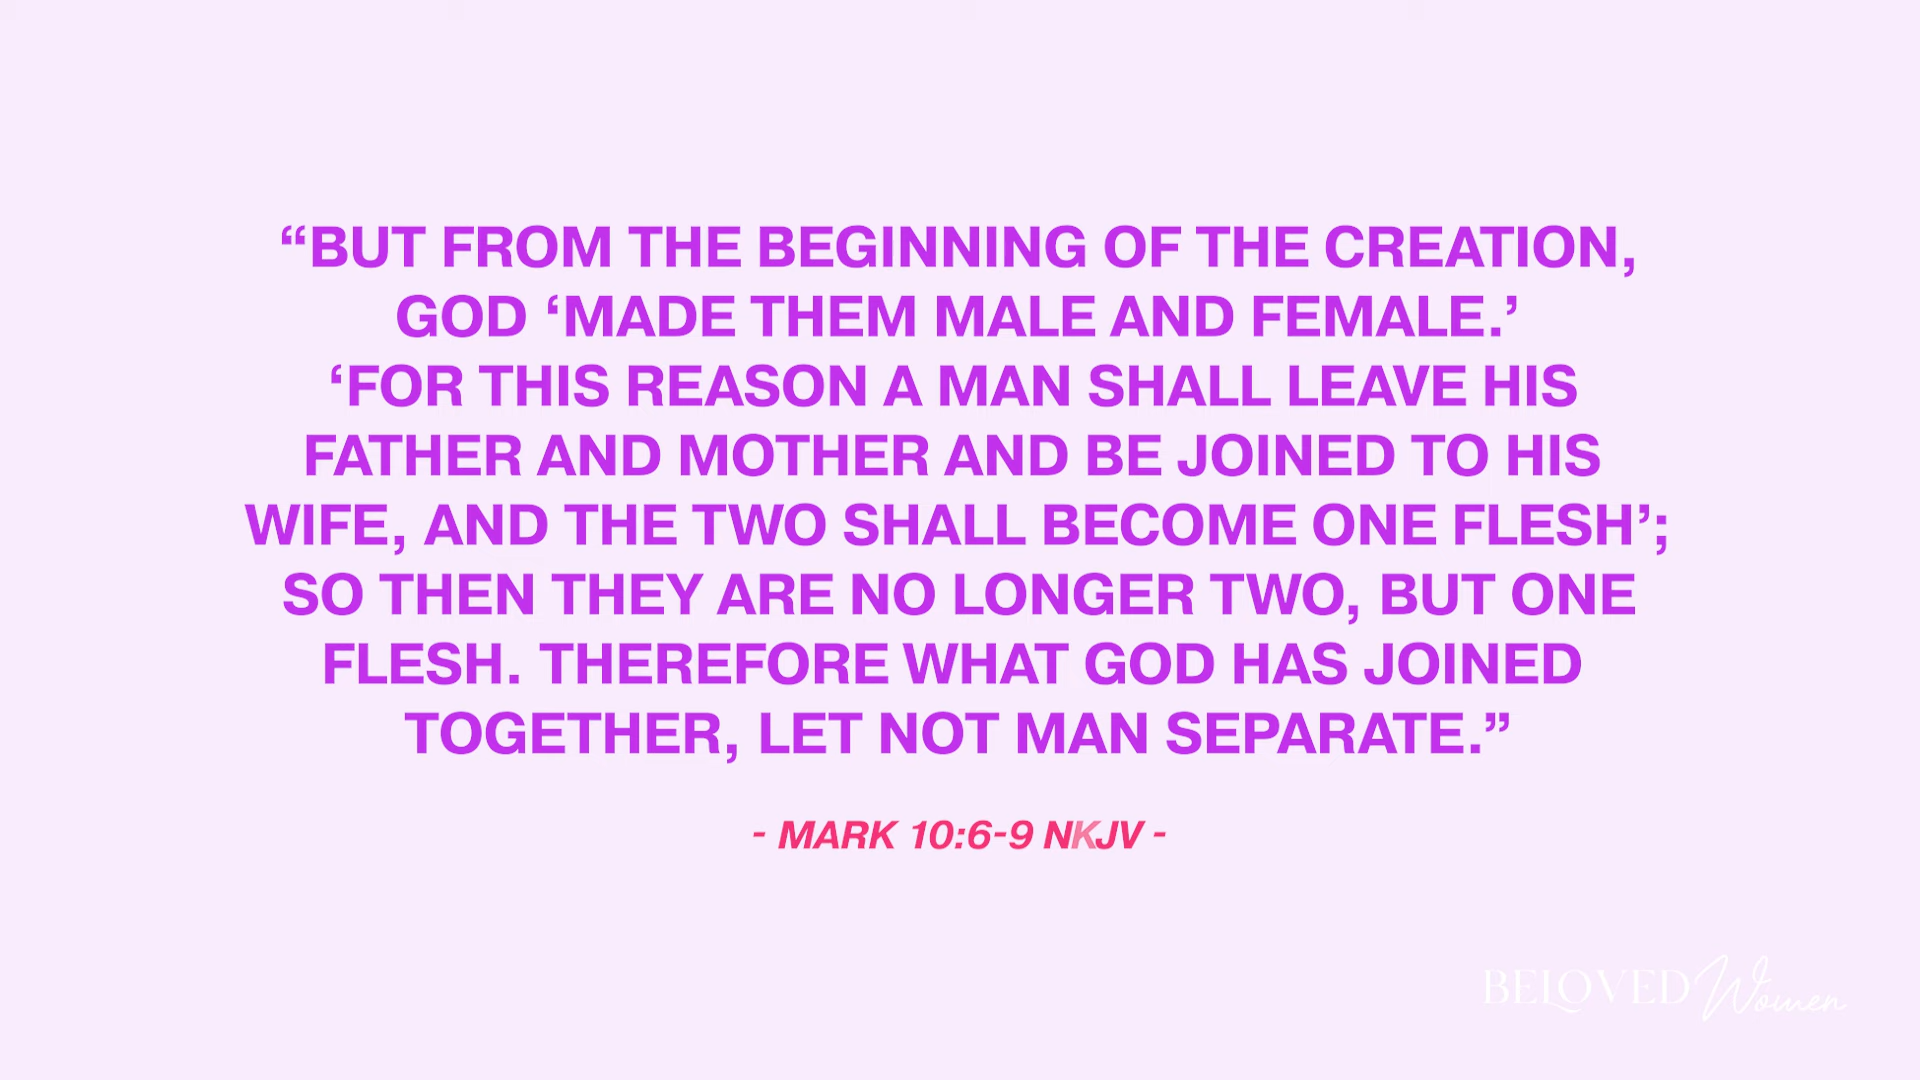 “BUT FROM THE BEGINNING OF THE CREATION,
GOD ‘MADE THEM MALE AND FEMALE.’
‘FOR THIS REASON A MAN SHALL LEAVE HIS
FATHER AND MOTHER AND BE JOINED TO HIS
WIFE, AND THE TWO SHALL BECOME ONE FLESH’;
SO THEN THEY ARE NO LONGER TWO, BUT ONE
FLESH. THEREFORE WHAT GOD HAS JOINED
TOGETHER, LET NOT MAN SEPARATE.”
- MARK 10:6-9 NKJV -
BELOVED Women